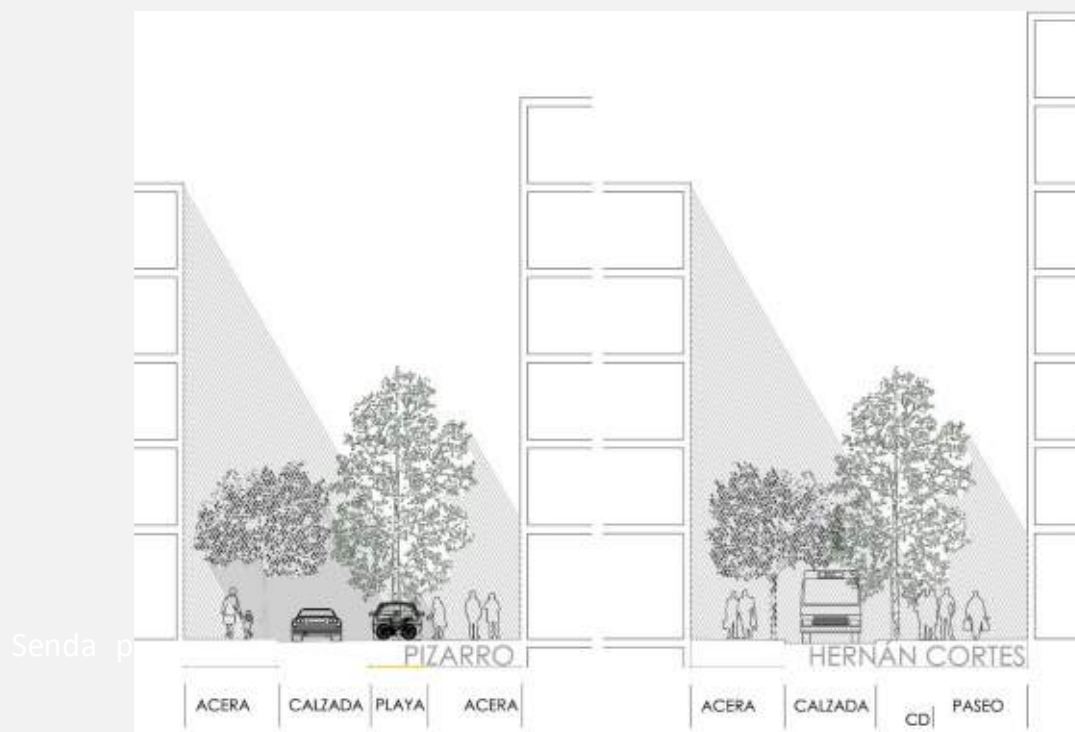 Senda p
PIZARRO
HERNÁN CORTES
ACERA CALZADA PLAYA ACERA
ACERA CALZADA CD PASEO